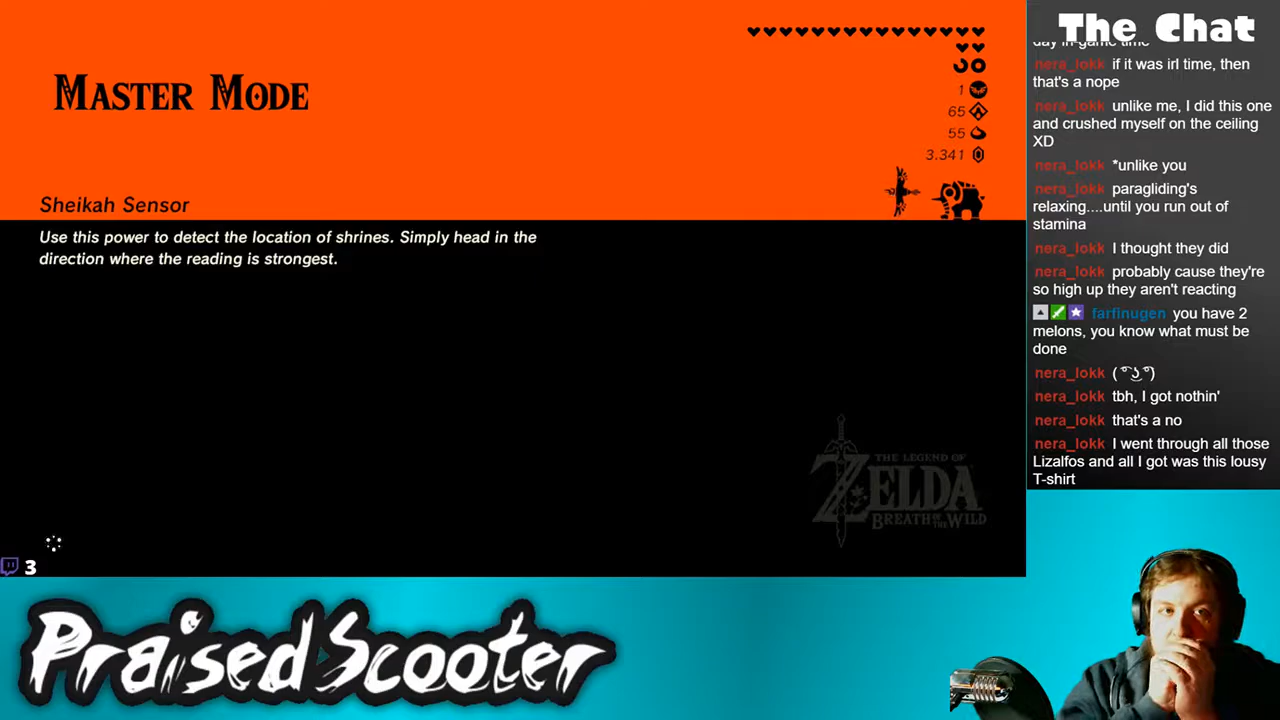 MASTER MODE
1
65
55
3.341
Sheikah Sensor
Use this power to detect the location of shrines. Simply head in the
direction where the reading is strongest.
THE LEGEND OF
ZELDA
BREATH OF THE WILD
3
PraisedScooter
The Chat
day in-game time
nera_lokk if it was irl time, then
that's a nope
nera_lokk unlike me, I did this one
and crushed myself on the ceiling
XD
nera_lokk *unlike you
nera_lokk paragliding's
relaxing....until you run out of
stamina
nera_lokk I thought they did
nera_lokk probably cause they're
so high up they aren't reacting
farfinugen you have 2
melons, you know what must be
done
nera_lokk ( ͡° ͜ʖ ͡°)
nera_lokk tbh, I got nothin'
nera_lokk that's a no
nera_lokk I went through all those
Lizalfos and all I got was this lousy
T-shirt